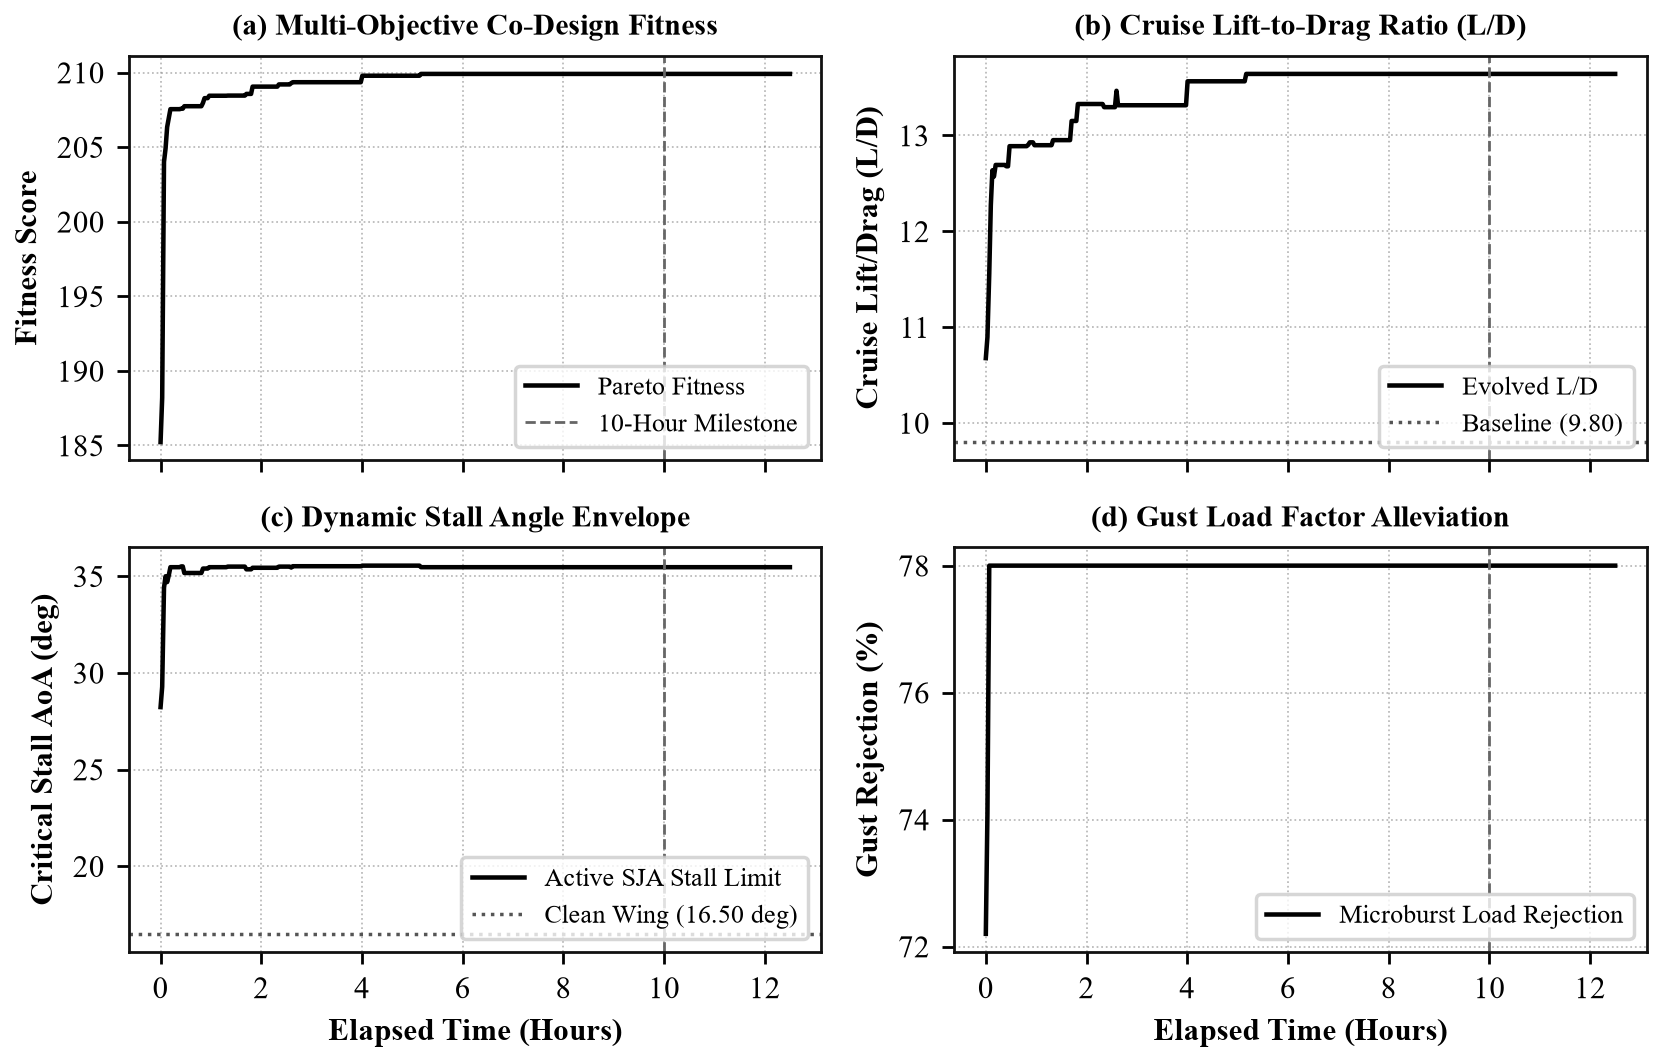 (a) Multi-Objective Co-Design Fitness
210
205
200
195
190
185
Fitness Score
Pareto Fitness
10-Hour Milestone
(b) Cruise Lift-to-Drag Ratio (L/D)
13
12
11
10
Cruise Lift/Drag (L/D)
Evolved L/D
Baseline (9.80)
(c) Dynamic Stall Angle Envelope
35
30
25
20
Critical Stall AoA (deg)
Active SJA Stall Limit
Clean Wing (16.50 deg)
0 2 4 6 8 10 12
Elapsed Time (Hours)
(d) Gust Load Factor Alleviation
78
76
74
72
Gust Rejection (%)
Microburst Load Rejection
0 2 4 6 8 10 12
Elapsed Time (Hours)